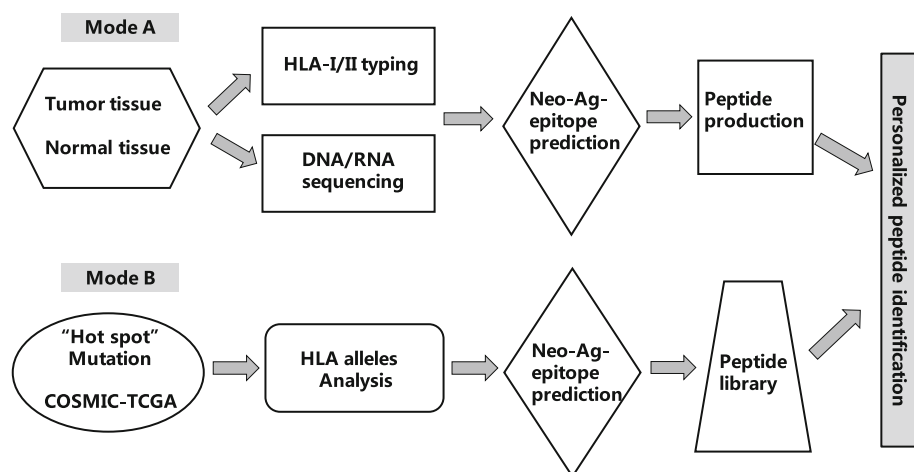 Mode A
Tumor tissue
Normal tissue
HLA-I/II typing
DNA/RNA
sequencing
Neo-Ag-
epitope
prediction
Peptide
production
Personalized peptide identification
Mode B
“Hot spot”
Mutation
COSMIC-TCGA
HLA alleles
Analysis
Neo-Ag-
epitope
prediction
Peptide
library